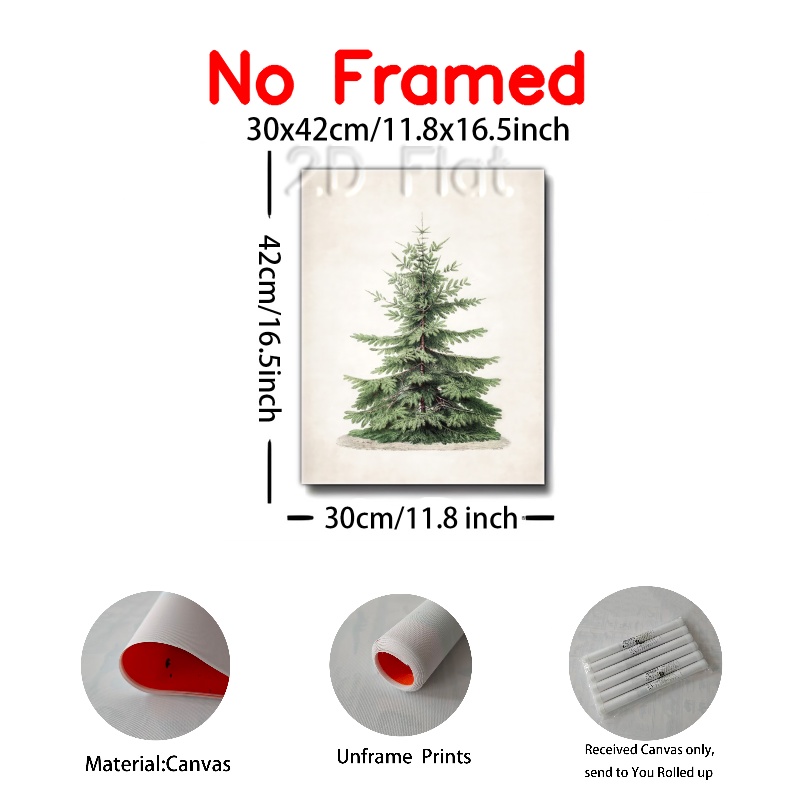 No Framed
30x42cm/11.8x16.5inch
2D Flat
42cm/16.5inch
30cm/11.8 inch
Material:Canvas
Unframe Prints
Received Canvas only,
send to You Rolled up